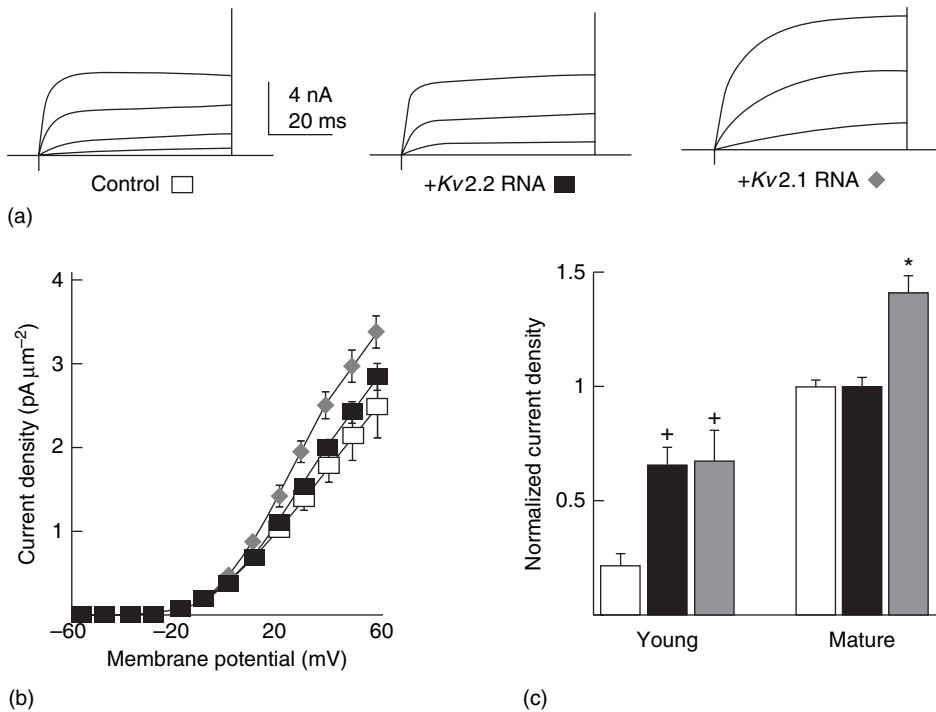 4 nA
20 ms
Control
+Kv2.2 RNA
+Kv2.1 RNA
(a)
4
3
2
1
Current density (pA μm−2)
−60
−20
20
60
Membrane potential (mV)
(b)
1.5
1
0.5
Normalized current density
+
+
*
Young
Mature
(c)